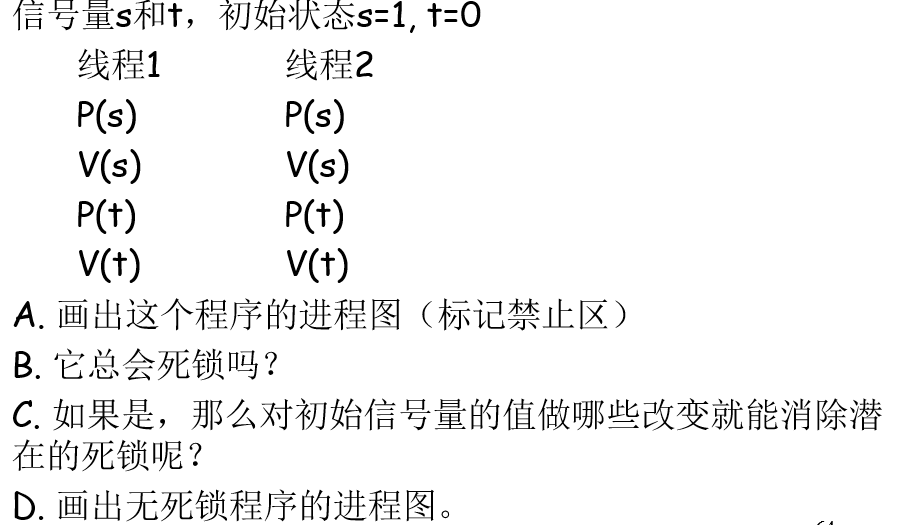 信号量s和t，初始状态s=1, t=0
线程1 线程2
P(s) P(s)
V(s) V(s)
P(t) P(t)
V(t) V(t)
A. 画出这个程序的进程图（标记禁止区）
B. 它总会死锁吗？
C. 如果是，那么对初始信号量的值做哪些改变就能消除潜
在的死锁呢？
D. 画出无死锁程序的进程图。